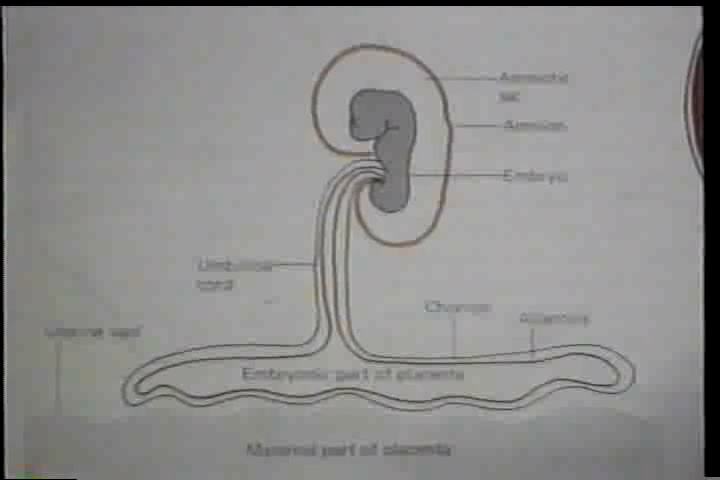 Amniotic
sac
Amnion
Embryo
Umbilical
cord
Chorion
Allantois
Uterine wall
Embryonic part of placenta
Maternal part of placenta